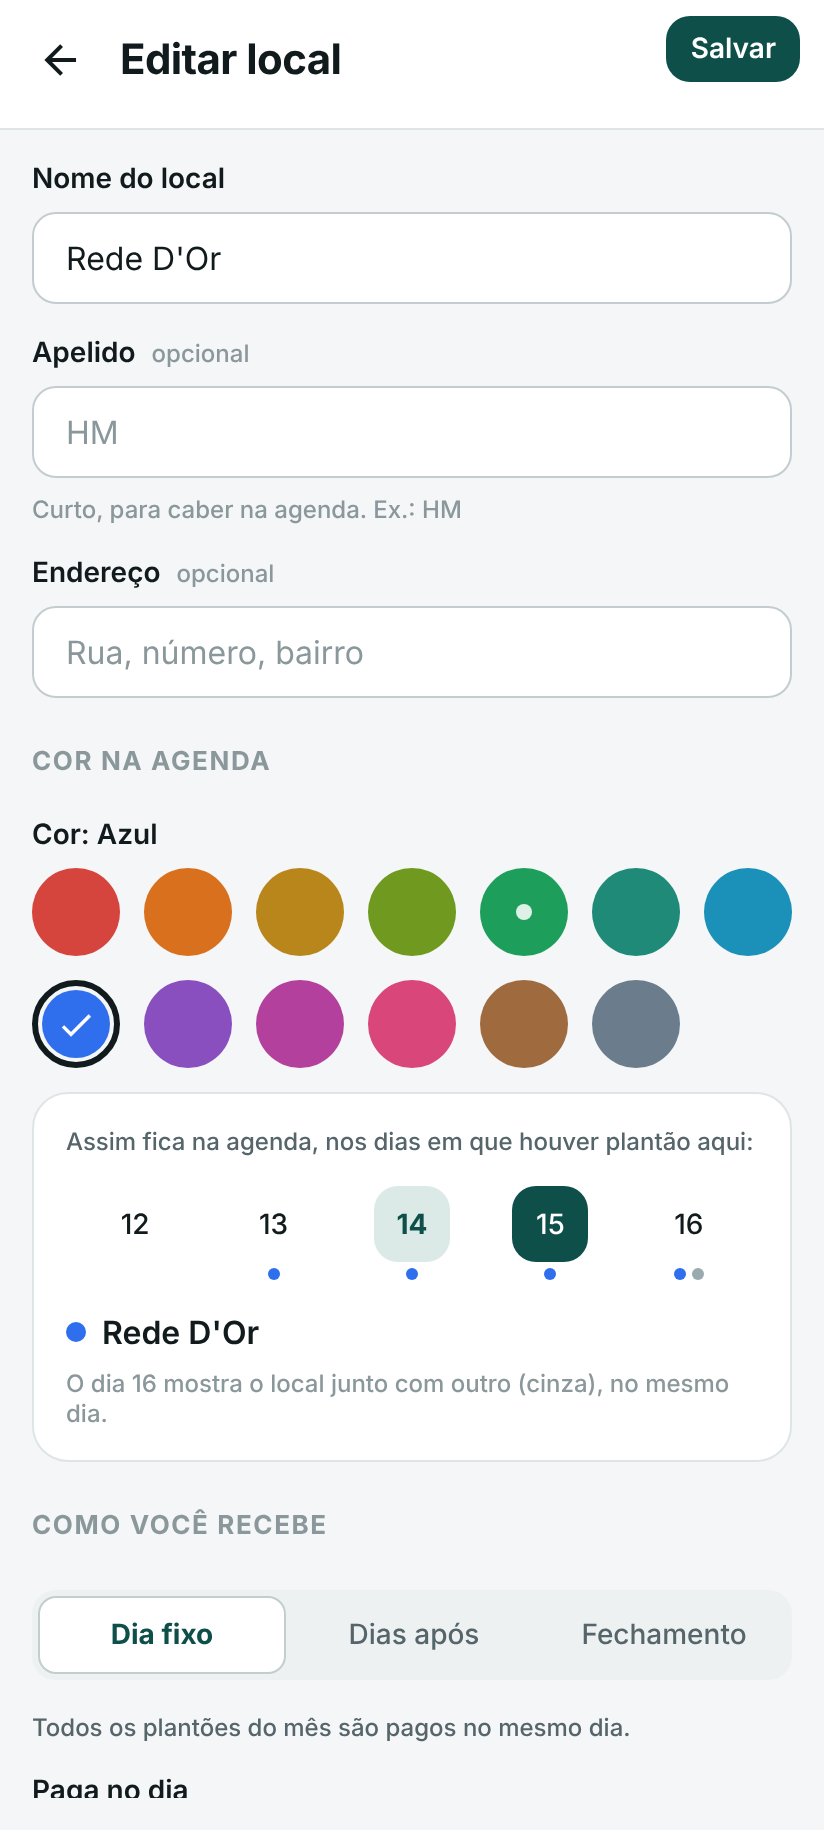 Editar local
Salvar
Nome do local
Rede D'Or
Apelido opcional
HM
Curto, para caber na agenda. Ex.: HM
Endereço opcional
Rua, número, bairro
COR NA AGENDA
Cor: Azul
Assim fica na agenda, nos dias em que houver plantão aqui:
12 13 14 15 16
Rede D'Or
O dia 16 mostra o local junto com outro (cinza), no mesmo
dia.
COMO VOCÊ RECEBE
Dia fixo Dias após Fechamento
Todos os plantões do mês são pagos no mesmo dia.
Paga no dia